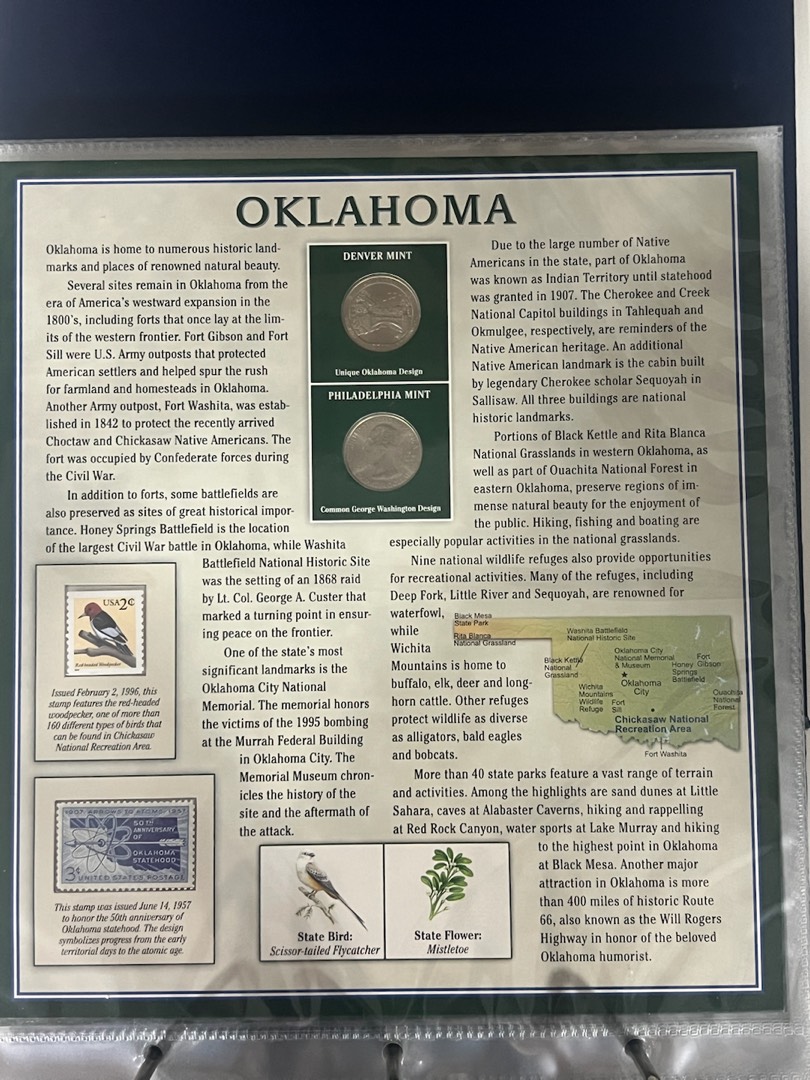 OKLAHOMA
Oklahoma is home to numerous historic land-
marks and places of renowned natural beauty.
Several sites remain in Oklahoma from the
era of America's westward expansion in the
1800's, including forts that once lay at the lim-
its of the western frontier. Fort Gibson and Fort
Sill were U.S. Army outposts that protected
American settlers and helped spur the rush
for farmland and homesteads in Oklahoma.
Another Army outpost, Fort Washita, was estab-
lished in 1842 to protect the recently arrived
Choctaw and Chickasaw Native Americans. The
fort was occupied by Confederate forces during
the Civil War.
In addition to forts, some battlefields are
also preserved as sites of great historical impor-
tance. Honey Springs Battlefield is the location
of the largest Civil War battle in Oklahoma, while Washita
Battlefield National Historic Site
was the setting of an 1868 raid
by Lt. Col. George A. Custer that
marked a turning point in ensur-
ing peace on the frontier.
One of the state's most
significant landmarks is the
Oklahoma City National
Memorial. The memorial honors
the victims of the 1995 bombing
at the Murrah Federal Building
in Oklahoma City. The
Memorial Museum chron-
icles the history of the
site and the aftermath of
the attack.
DENVER MINT
Unique Oklahoma Design
PHILADELPHIA MINT
Common George Washington Design
USA 2¢
Red-headed Woodpecker
Issued February 2, 1996, this
stamp features the red-headed
woodpecker, one of more than
160 different types of birds that
can be found in Chickasaw
National Recreation Area.
1907-ARROWS TO ATOMS-1957
50TH
ANNIVERSARY
OF
OKLAHOMA
STATEHOOD
3¢ UNITED STATES POSTAGE
This stamp was issued June 14, 1957
to honor the 50th anniversary of
Oklahoma statehood. The design
symbolizes progress from the early
territorial days to the atomic age.
State Bird:
Scissor-tailed Flycatcher
State Flower:
Mistletoe
Due to the large number of Native
Americans in the state, part of Oklahoma
was known as Indian Territory until statehood
was granted in 1907. The Cherokee and Creek
National Capitol buildings in Tahlequah and
Okmulgee, respectively, are reminders of the
Native American heritage. An additional
Native American landmark is the cabin built
by legendary Cherokee scholar Sequoyah in
Sallisaw. All three buildings are national
historic landmarks.
Portions of Black Kettle and Rita Blanca
National Grasslands in western Oklahoma, as
well as part of Ouachita National Forest in
eastern Oklahoma, preserve regions of im-
mense natural beauty for the enjoyment of
the public. Hiking, fishing and boating are
especially popular activities in the national grasslands.
Nine national wildlife refuges also provide opportunities
for recreational activities. Many of the refuges, including
Deep Fork, Little River and Sequoyah, are renowned for
waterfowl,
while
Wichita
Mountains is home to
buffalo, elk, deer and long-
horn cattle. Other refuges
protect wildlife as diverse
as alligators, bald eagles
and bobcats.
Black Mesa
State Park
Rita Blanca
National Grassland
Washita Battlefield
National Historic Site
Black Kettle
National
Grassland
Oklahoma City
National Memorial
& Museum
Oklahoma
City
Honey
Springs
Battlefield
Fort
Gibson
Wichita
Mountains
Wildlife
Refuge
Fort
Sill
Ouachita
National
Forest
Chickasaw National
Recreation Area
Fort Washita
More than 40 state parks feature a vast range of terrain
and activities. Among the highlights are sand dunes at Little
Sahara, caves at Alabaster Caverns, hiking and rappelling
at Red Rock Canyon, water sports at Lake Murray and hiking
to the highest point in Oklahoma
at Black Mesa. Another major
attraction in Oklahoma is more
than 400 miles of historic Route
66, also known as the Will Rogers
Highway in honor of the beloved
Oklahoma humorist.